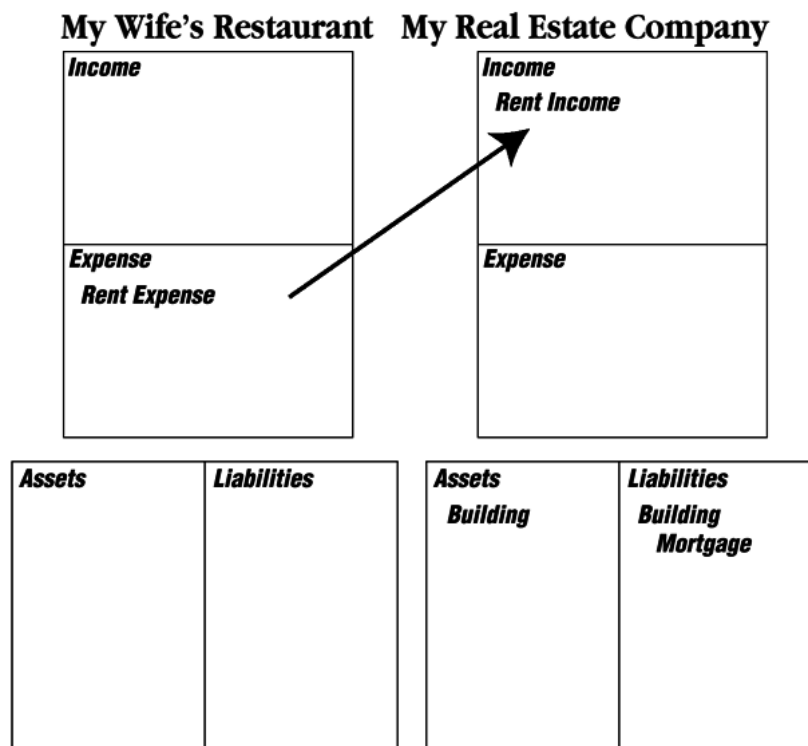 My Wife's Restaurant
Income
Expense
Rent Expense
Assets
Liabilities
My Real Estate Company
Income
Rent Income
Expense
Assets
Building
Liabilities
Building
Mortgage